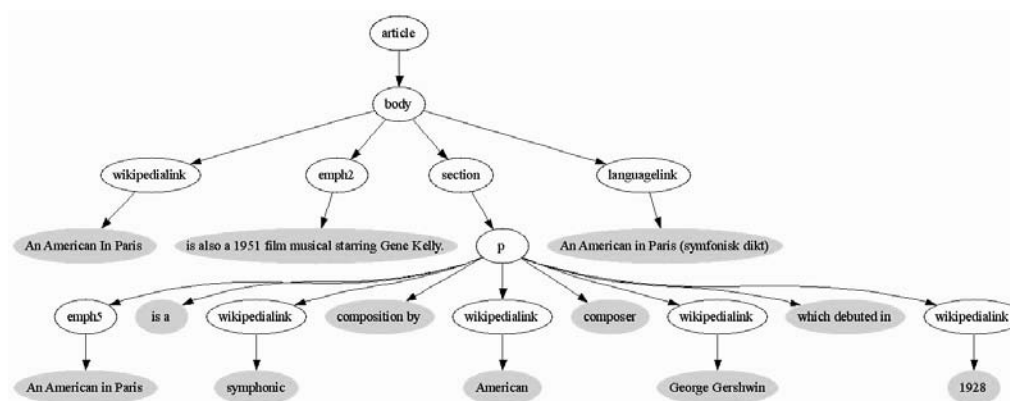 article
body
wikipedialink emph2 section languagelink
An American In Paris is also a 1951 film musical starring Gene Kelly. p An American in Paris (symfonisk dikt)
emph5 is a wikipedialink composition by wikipedialink composer wikipedialink which debuted in wikipedialink
An American in Paris symphonic American George Gershwin 1928